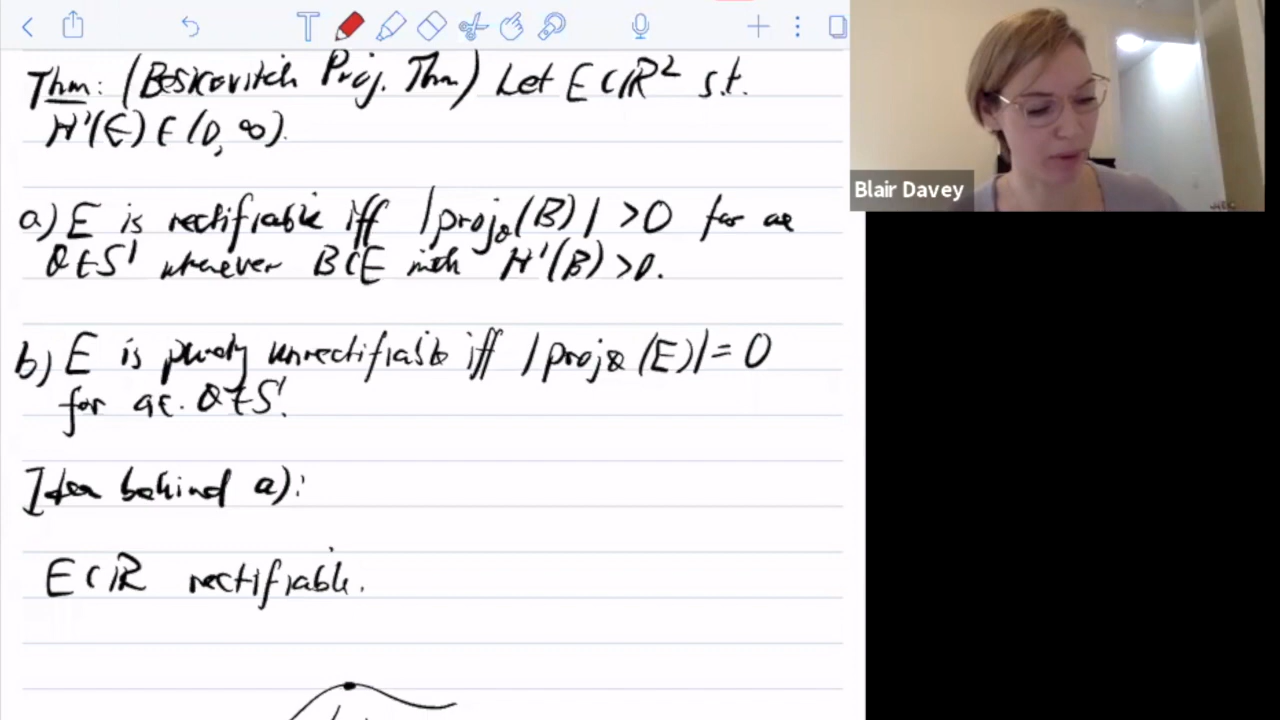 Thm: (Besicovitch Proj. Thm) Let E⊂ℝ² s.t.
H¹(E)∈(0,∞).
a) E is rectifiable iff |projθ(B)| >0 for ae
θ∈S¹ whenever B⊂E with H¹(B)>0.
b) E is purely unrectifiable iff |projθ(E)|=0
for ae. θ∈S¹.
Idea behind a):
E⊂ℝ rectifiable.
T
Blair Davey